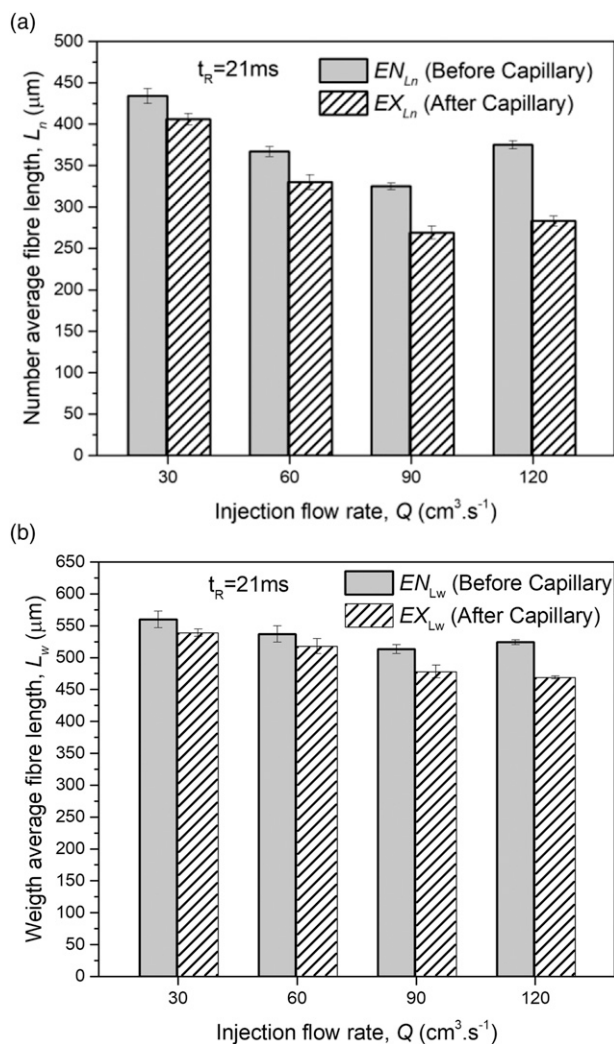 (a)
500
450
400
350
300
250
200
150
100
50
0
Number average fibre length, Ln (μm)
tR=21ms
ENLn (Before Capillary)
EXLn (After Capillary)
30 60 90 120
Injection flow rate, Q (cm³.s⁻¹)
(b)
650
600
550
500
450
400
350
300
250
200
150
100
50
0
Weigth average fibre length, Lw (μm)
tR=21ms
ENLw (Before Capillary
EXLw (After Capillary)
30 60 90 120
Injection flow rate, Q (cm³.s⁻¹)